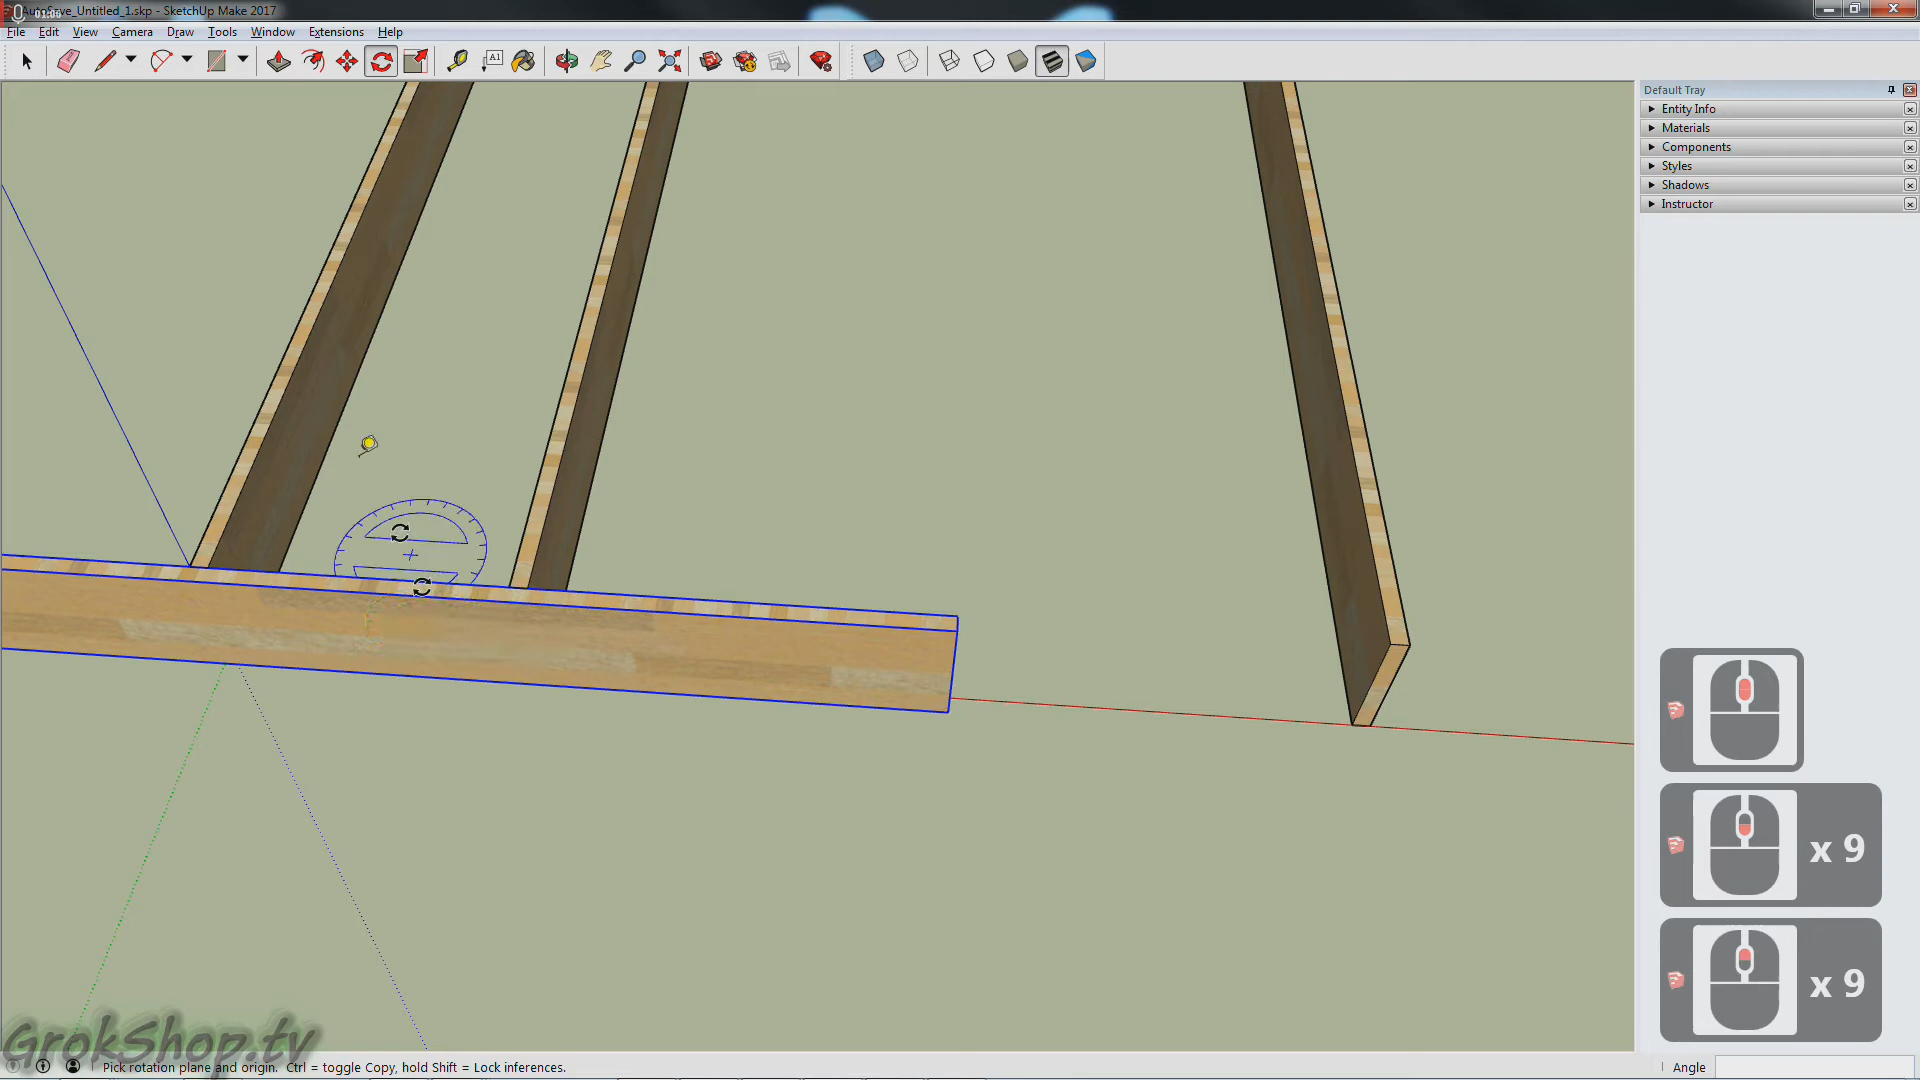 AutoSave_Untitled_1.skp - SketchUp Make 2017
File Edit View Camera Draw Tools Window Extensions Help
A1
Default Tray
Entity Info
Materials
Components
Styles
Shadows
Instructor
x 9
x 9
GrokShop.tv
Pick rotation plane and origin. Ctrl = toggle Copy, hold Shift = Lock inferences.
Angle